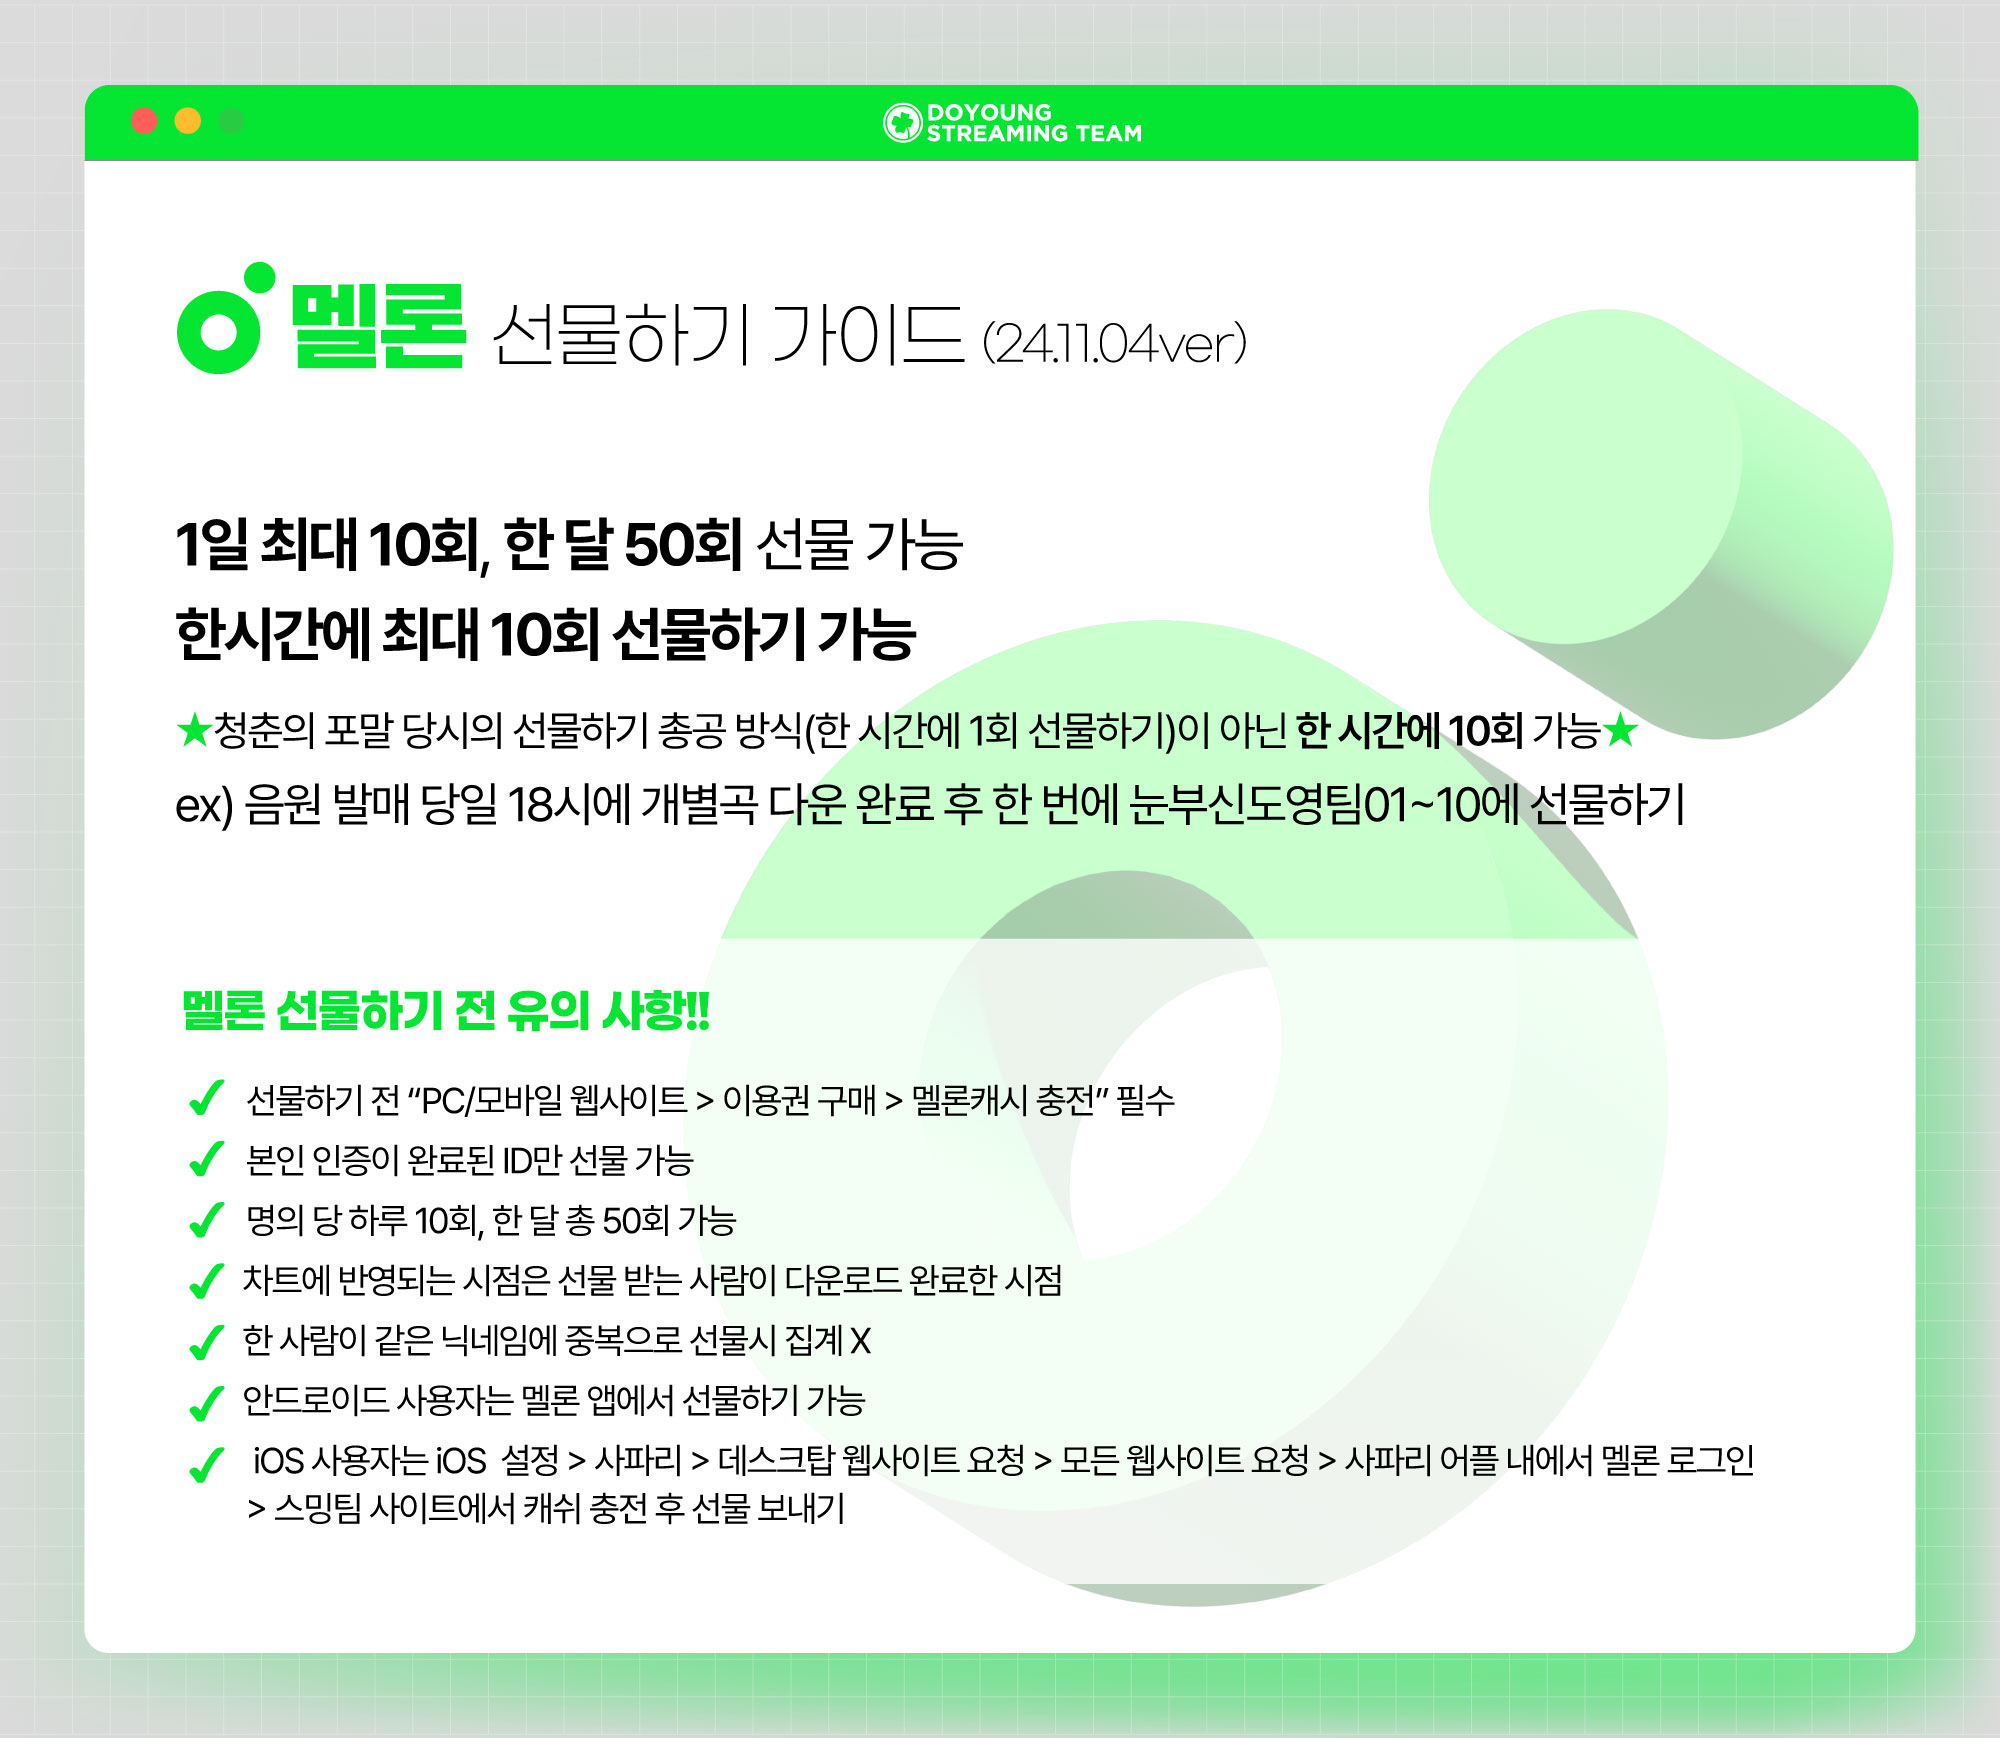 DOYOUNG
STREAMING TEAM
멜론 선물하기 가이드 (24.11.04ver)
1일 최대 10회, 한 달 50회 선물 가능
한시간에 최대 10회 선물하기 가능
★청춘의 포말 당시의 선물하기 총공 방식(한 시간에 1회 선물하기)이 아닌 한 시간에 10회 가능★
ex) 음원 발매 당일 18시에 개별곡 다운 완료 후 한 번에 눈부신도영팀01~10에 선물하기
멜론 선물하기 전 유의 사항!!
✓ 선물하기 전 “PC/모바일 웹사이트 > 이용권 구매 > 멜론캐시 충전” 필수
✓ 본인 인증이 완료된 ID만 선물 가능
✓ 명의 당 하루 10회, 한 달 총 50회 가능
✓ 차트에 반영되는 시점은 선물 받는 사람이 다운로드 완료한 시점
✓ 한 사람이 같은 닉네임에 중복으로 선물시 집계 X
✓ 안드로이드 사용자는 멜론 앱에서 선물하기 가능
✓ iOS 사용자는 iOS 설정 > 사파리 > 데스크탑 웹사이트 요청 > 모든 웹사이트 요청 > 사파리 어플 내에서 멜론 로그인
> 스밍팀 사이트에서 캐쉬 충전 후 선물 보내기